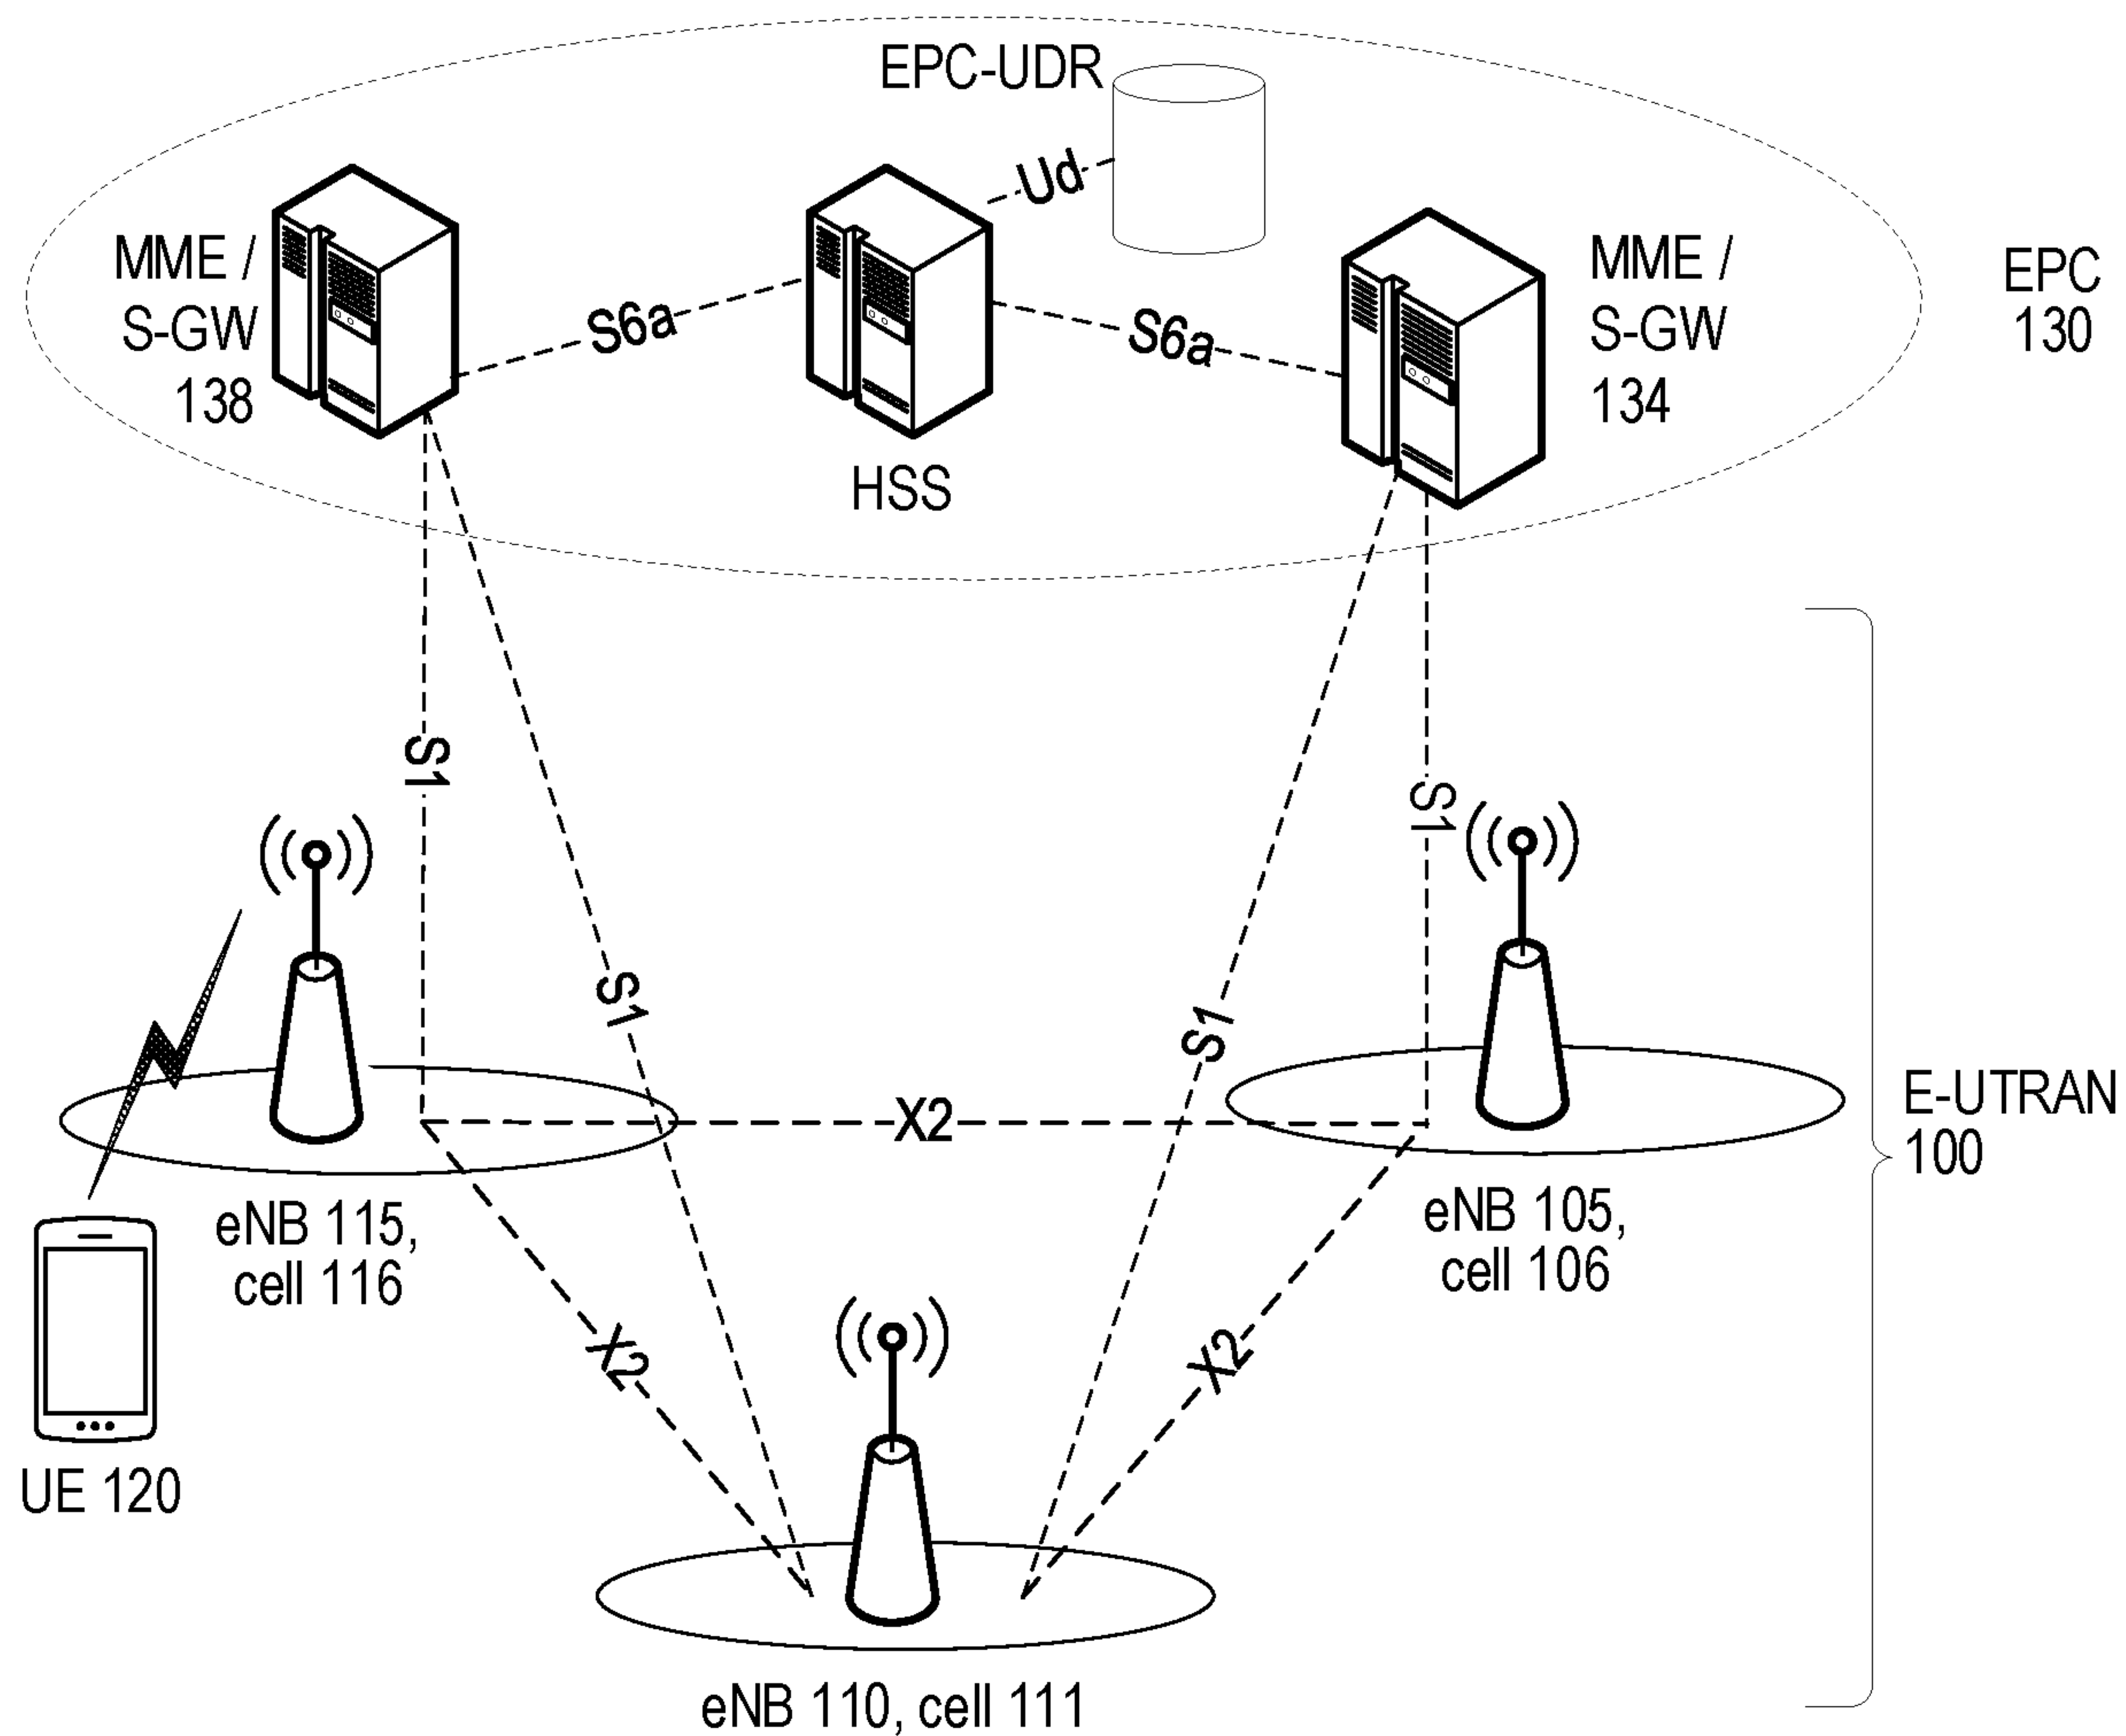 EPC-UDR
Ud
MME /
S-GW
138
S6a
HSS
S6a
MME /
S-GW
134
EPC
130
S1
S1
S1
S1
X2
E-UTRAN
100
eNB 115,
cell 116
eNB 105,
cell 106
X2
X2
UE 120
eNB 110, cell 111